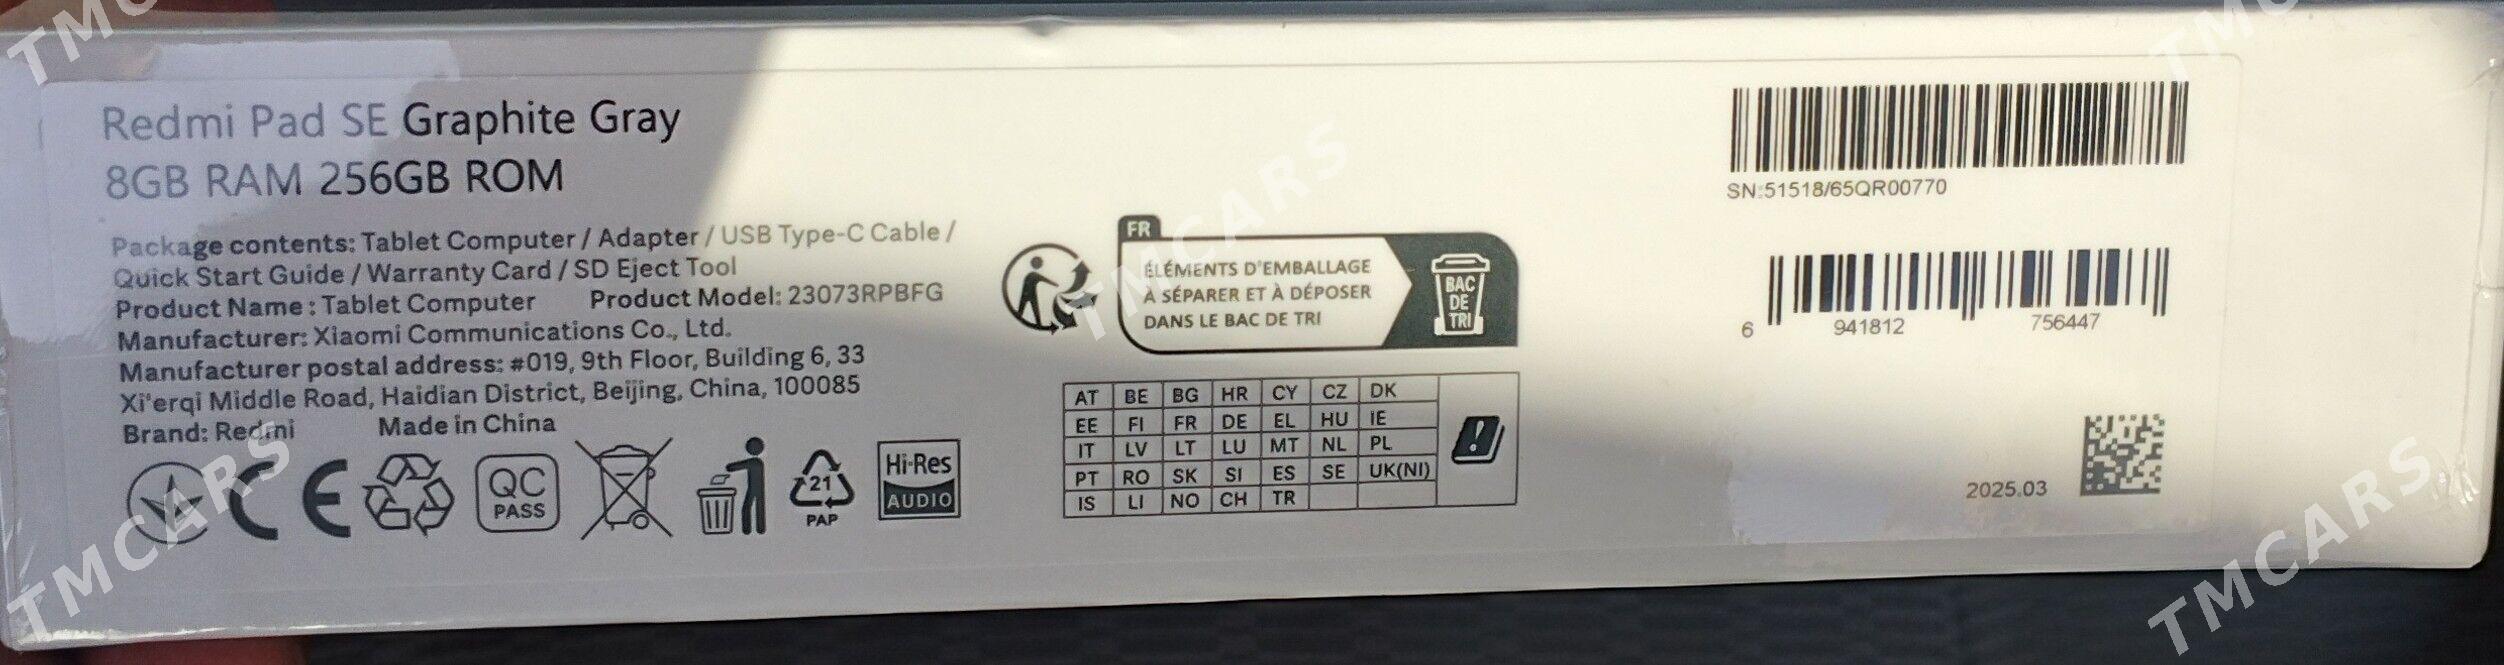 Redmi Pad SE Graphite Gray
8GB RAM 256GB ROM
Package contents: Tablet Computer / Adapter / USB Type-C Cable /
Quick Start Guide / Warranty Card / SD Eject Tool
Product Name : Tablet Computer Product Model: 23073RPBFG
Manufacturer: Xiaomi Communications Co., Ltd.
Manufacturer postal address: #019, 9th Floor, Building 6, 33
Xi'erqi Middle Road, Haidian District, Beijing, China, 100085
Brand: Redmi Made in China
CE
QC
PASS
21
PAP
Hi-Res
AUDIO
FR
ÉLÉMENTS D'EMBALLAGE
À SÉPARER ET À DÉPOSER
DANS LE BAC DE TRI
BAC
DE
TRI
AT BE BG HR CY CZ DK
EE FI FR DE EL HU IE
IT LV LT LU MT NL PL
PT RO SK SI ES SE UK(NI)
IS LI NO CH TR
SN:51518/65QR00770
6 941812 756447
2025.03
TMCARS
TMCARS
TMCARS
TMCARS
TMCARS